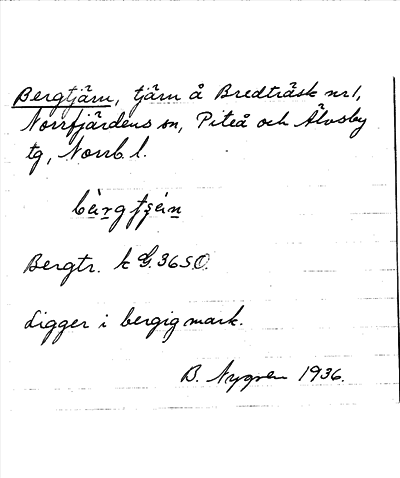 Bergtjärn, tjärn å Bredträsk nr 1,
Norrfjärdens sn, Piteå och Älvsby
tg, Norrb. l.
Bergtr. k G. 36 S.O.
Ligger i bergig mark.
B. Nygren 1936.